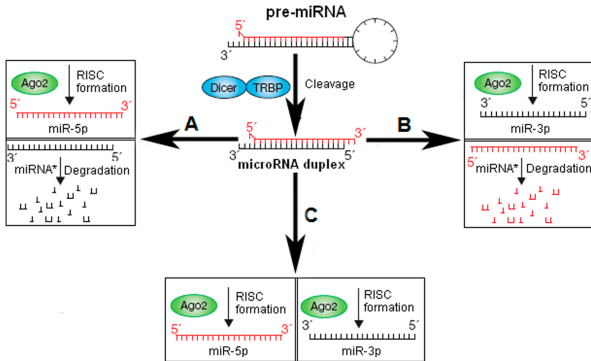 pre-miRNA
5´
Dicer TRBP Cleavage
Ago2 RISC
formation
5´ 3´
miR-5p
3´ 5´
miRNA* Degradation
A
5´ 3´
3´ 5´
microRNA duplex
B
Ago2 RISC
formation
3´ 5´
miR-3p
5´ 3´
miRNA* Degradation
C
Ago2 RISC
formation
5´ 3´
miR-5p
Ago2 RISC
formation
3´ 5´
miR-3p
3´